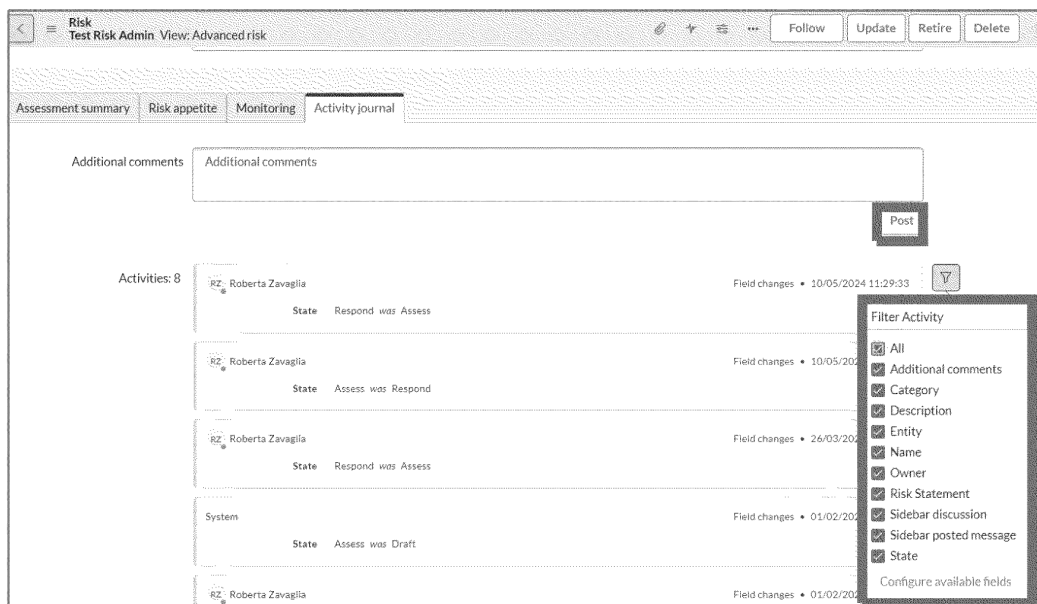 Risk
Test Risk Admin View: Advanced risk
Follow
Update
Retire
Delete
Assessment summary
Risk appetite
Monitoring
Activity journal
Additional comments
Additional comments
Post
Activities: 8
RZ Roberta Zavaglia
Field changes • 10/05/2024 11:29:33
State Respond was Assess
RZ Roberta Zavaglia
Field changes • 10/05/202
State Assess was Respond
RZ Roberta Zavaglia
Field changes • 26/03/202
State Respond was Assess
System
Field changes • 01/02/202
State Assess was Draft
RZ Roberta Zavaglia
Field changes • 01/02/202
Filter Activity
All
Additional comments
Category
Description
Entity
Name
Owner
Risk Statement
Sidebar discussion
Sidebar posted message
State
Configure available fields